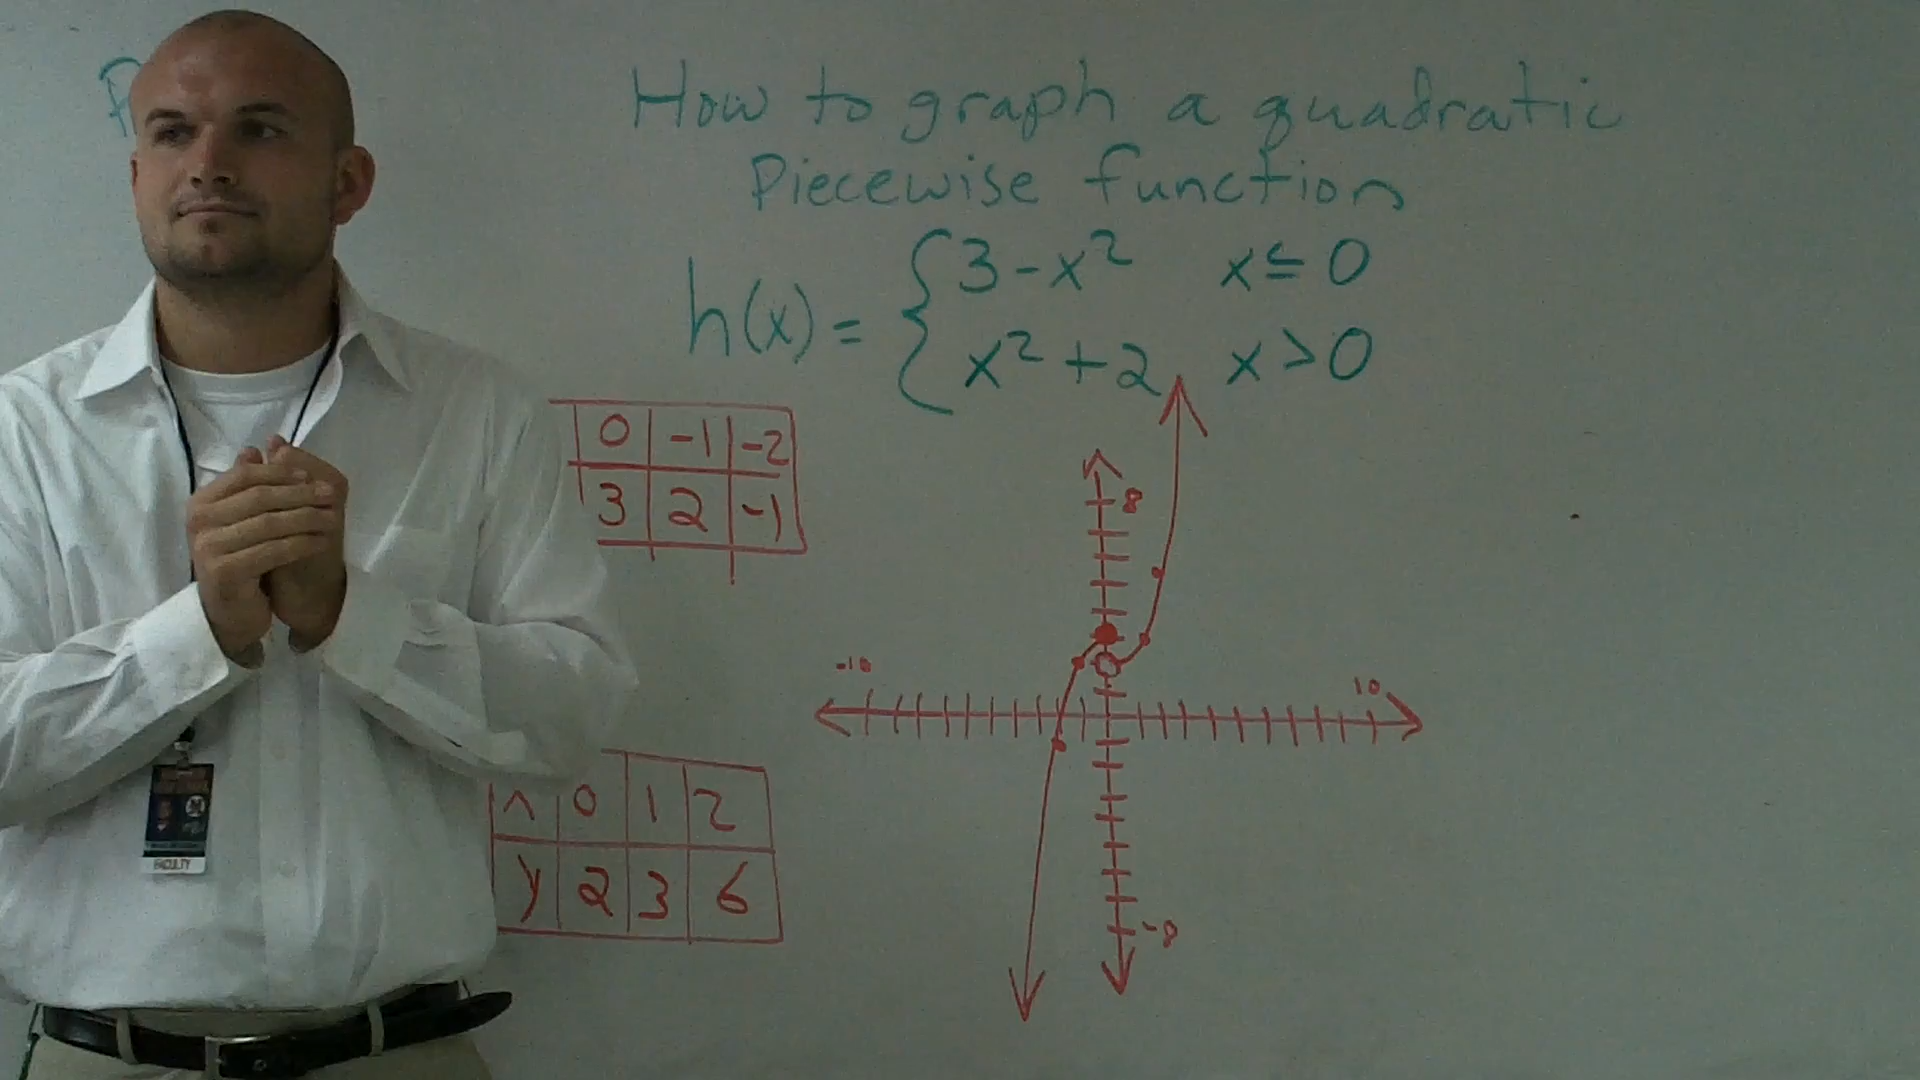 How to graph a quadratic
Piecewise function
h(x) = { 3 - x² x ≤ 0
x² + 2 x > 0
0 -1 -2
3 2 -1
8
-10
10
x 0 1 2
y 2 3 6
-8
FACULTY